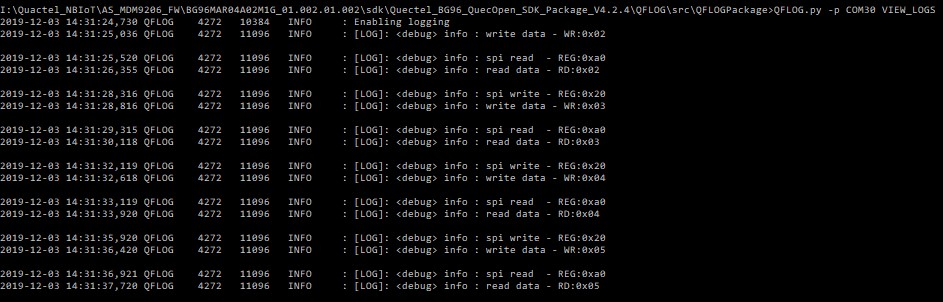 I:\Quactel_NBIoT\AS_MDM9206_FW\BG96MAR04A02M1G_01.002.01.002\sdk\Quectel_BG96_QuecOpen_SDK_Package_V4.2.4\QFLOG\src\QFLOGPackage>QFLOG.py -p COM30 VIEW_LOGS
2019-12-03 14:31:24,730 QFLOG 4272 10384 INFO : Enabling logging
2019-12-03 14:31:25,036 QFLOG 4272 11096 INFO : [LOG]: <debug> info : write data - WR:0x02
2019-12-03 14:31:25,520 QFLOG 4272 11096 INFO : [LOG]: <debug> info : spi read - REG:0xa0
2019-12-03 14:31:26,355 QFLOG 4272 11096 INFO : [LOG]: <debug> info : read data - RD:0x02
2019-12-03 14:31:28,316 QFLOG 4272 11096 INFO : [LOG]: <debug> info : spi write - REG:0x20
2019-12-03 14:31:28,816 QFLOG 4272 11096 INFO : [LOG]: <debug> info : write data - WR:0x03
2019-12-03 14:31:29,315 QFLOG 4272 11096 INFO : [LOG]: <debug> info : spi read - REG:0xa0
2019-12-03 14:31:30,118 QFLOG 4272 11096 INFO : [LOG]: <debug> info : read data - RD:0x03
2019-12-03 14:31:32,119 QFLOG 4272 11096 INFO : [LOG]: <debug> info : spi write - REG:0x20
2019-12-03 14:31:32,618 QFLOG 4272 11096 INFO : [LOG]: <debug> info : write data - WR:0x04
2019-12-03 14:31:33,119 QFLOG 4272 11096 INFO : [LOG]: <debug> info : spi read - REG:0xa0
2019-12-03 14:31:33,920 QFLOG 4272 11096 INFO : [LOG]: <debug> info : read data - RD:0x04
2019-12-03 14:31:35,920 QFLOG 4272 11096 INFO : [LOG]: <debug> info : spi write - REG:0x20
2019-12-03 14:31:36,420 QFLOG 4272 11096 INFO : [LOG]: <debug> info : write data - WR:0x05
2019-12-03 14:31:36,921 QFLOG 4272 11096 INFO : [LOG]: <debug> info : spi read - REG:0xa0
2019-12-03 14:31:37,720 QFLOG 4272 11096 INFO : [LOG]: <debug> info : read data - RD:0x05